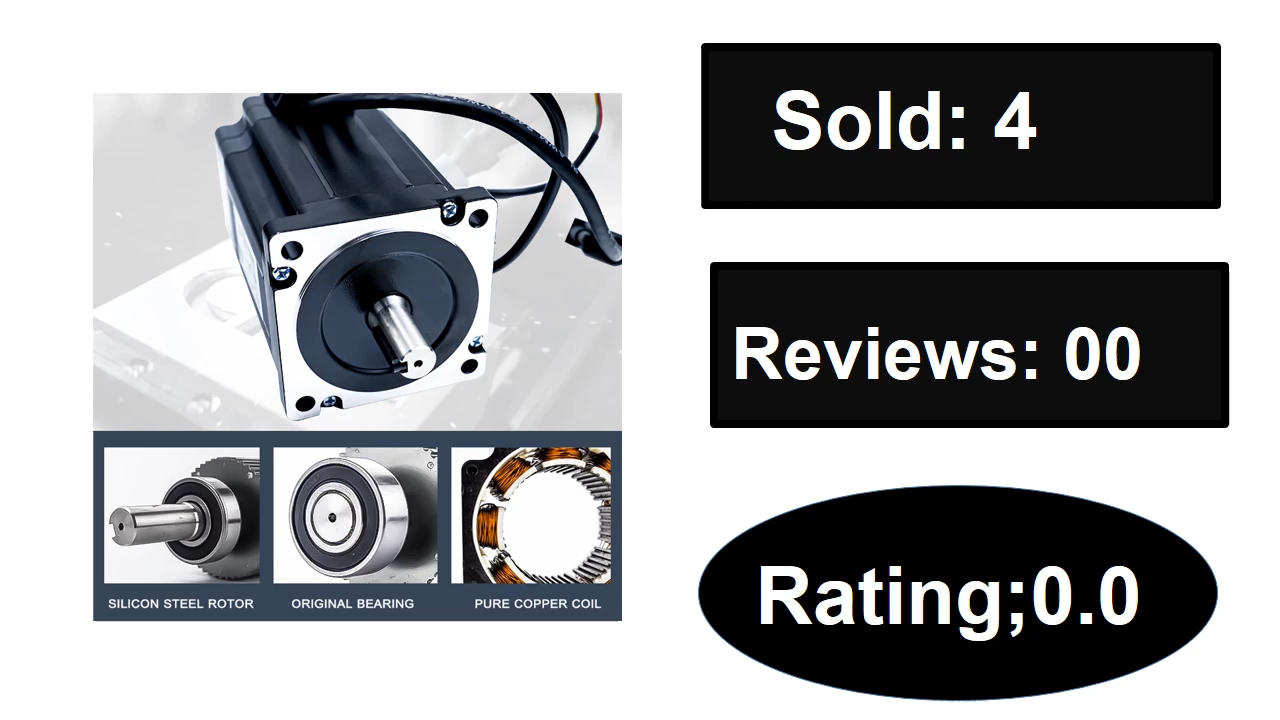 Sold: 4
Reviews: 00
Rating;0.0
SILICON STEEL ROTOR
ORIGINAL BEARING
PURE COPPER COIL